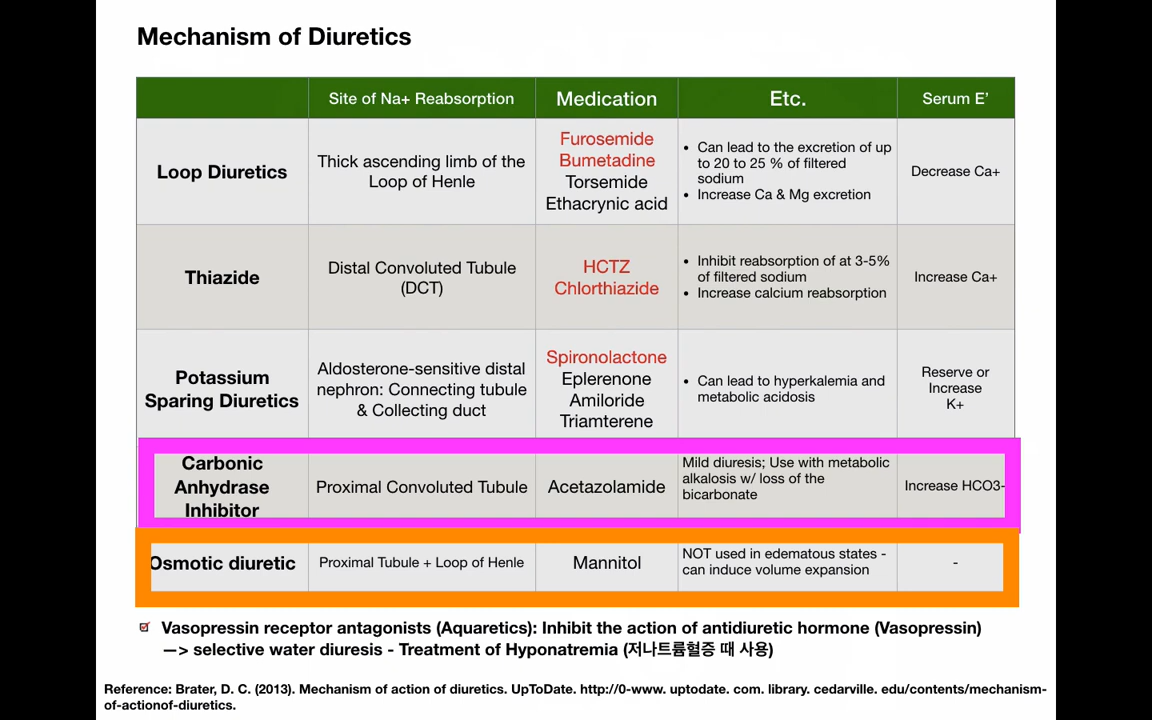 Mechanism of Diuretics
Site of Na+ Reabsorption
Medication
Etc.
Serum E’
Loop Diuretics
Thick ascending limb of the
Loop of Henle
Furosemide
Bumetadine
Torsemide
Ethacrynic acid
• Can lead to the excretion of up
to 20 to 25 % of filtered
sodium
• Increase Ca & Mg excretion
Decrease Ca+
Thiazide
Distal Convoluted Tubule
(DCT)
HCTZ
Chlorthiazide
• Inhibit reabsorption of at 3-5%
of filtered sodium
• Increase calcium reabsorption
Increase Ca+
Potassium
Sparing Diuretics
Aldosterone-sensitive distal
nephron: Connecting tubule
& Collecting duct
Spironolactone
Eplerenone
Amiloride
Triamterene
• Can lead to hyperkalemia and
metabolic acidosis
Reserve or
Increase
K+
Carbonic
Anhydrase
Inhibitor
Proximal Convoluted Tubule
Acetazolamide
Mild diuresis; Use with metabolic
alkalosis w/ loss of the
bicarbonate
Increase HCO3-
Osmotic diuretic
Proximal Tubule + Loop of Henle
Mannitol
NOT used in edematous states -
can induce volume expansion
-
Vasopressin receptor antagonists (Aquaretics): Inhibit the action of antidiuretic hormone (Vasopressin)
—> selective water diuresis - Treatment of Hyponatremia (저나트륨혈증 때 사용)
Reference: Brater, D. C. (2013). Mechanism of action of diuretics. UpToDate. http://0-www. uptodate. com. library. cedarville. edu/contents/mechanism-
of-actionof-diuretics.